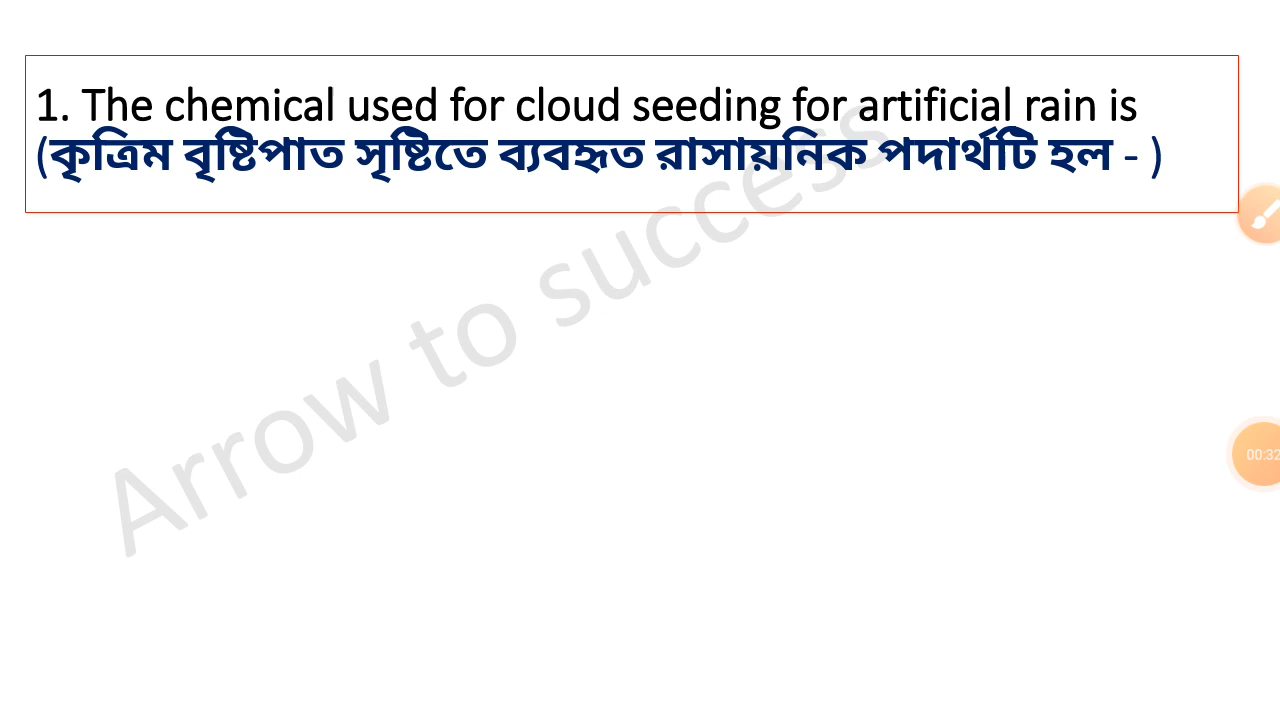 1. The chemical used for cloud seeding for artificial rain is
(কৃত্রিম বৃষ্টিপাত সৃষ্টিতে ব্যবহৃত রাসায়নিক পদার্থটি হল - )
Arrow to success
00:32